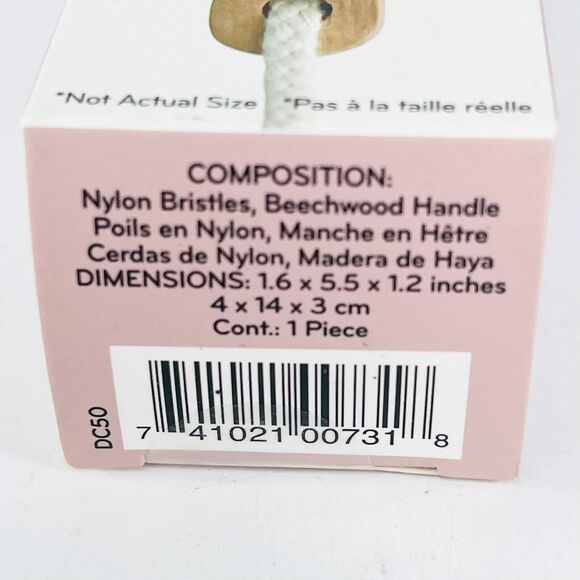 *Not Actual Size *Pas à la taille réelle
COMPOSITION:
Nylon Bristles, Beechwood Handle
Poils en Nylon, Manche en Hêtre
Cerdas de Nylon, Madera de Haya
DIMENSIONS: 1.6 x 5.5 x 1.2 inches
4 x 14 x 3 cm
Cont.: 1 Piece
DC50
7 41021 00731 8